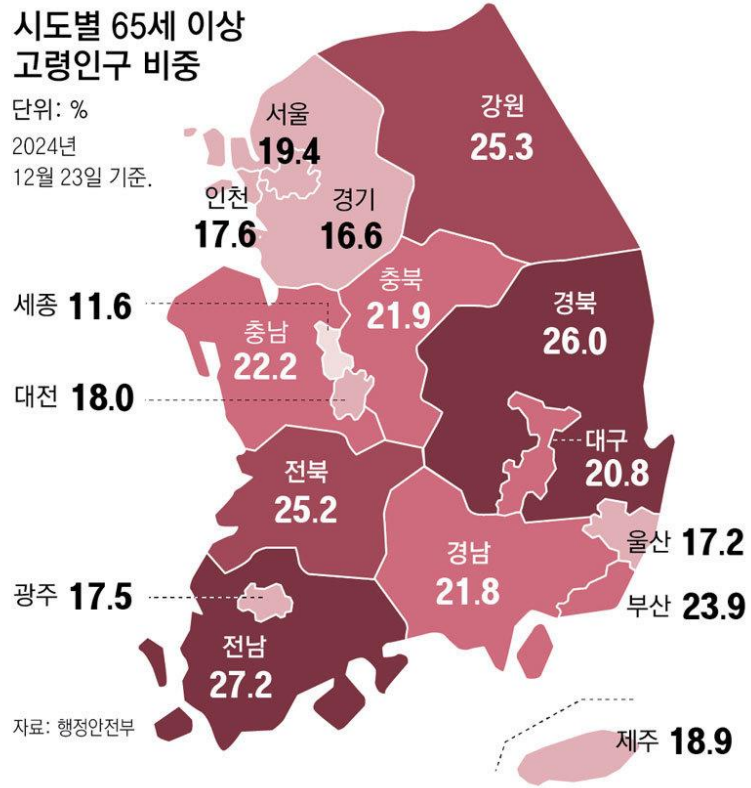 시도별 65세 이상
고령인구 비중
단위: %
2024년
12월 23일 기준.
서울
19.4
강원
25.3
인천
17.6
경기
16.6
세종 11.6
충북
21.9
경북
26.0
충남
22.2
대전 18.0
대구
20.8
전북
25.2
울산 17.2
경남
21.8
광주 17.5
부산 23.9
전남
27.2
자료: 행정안전부
제주 18.9